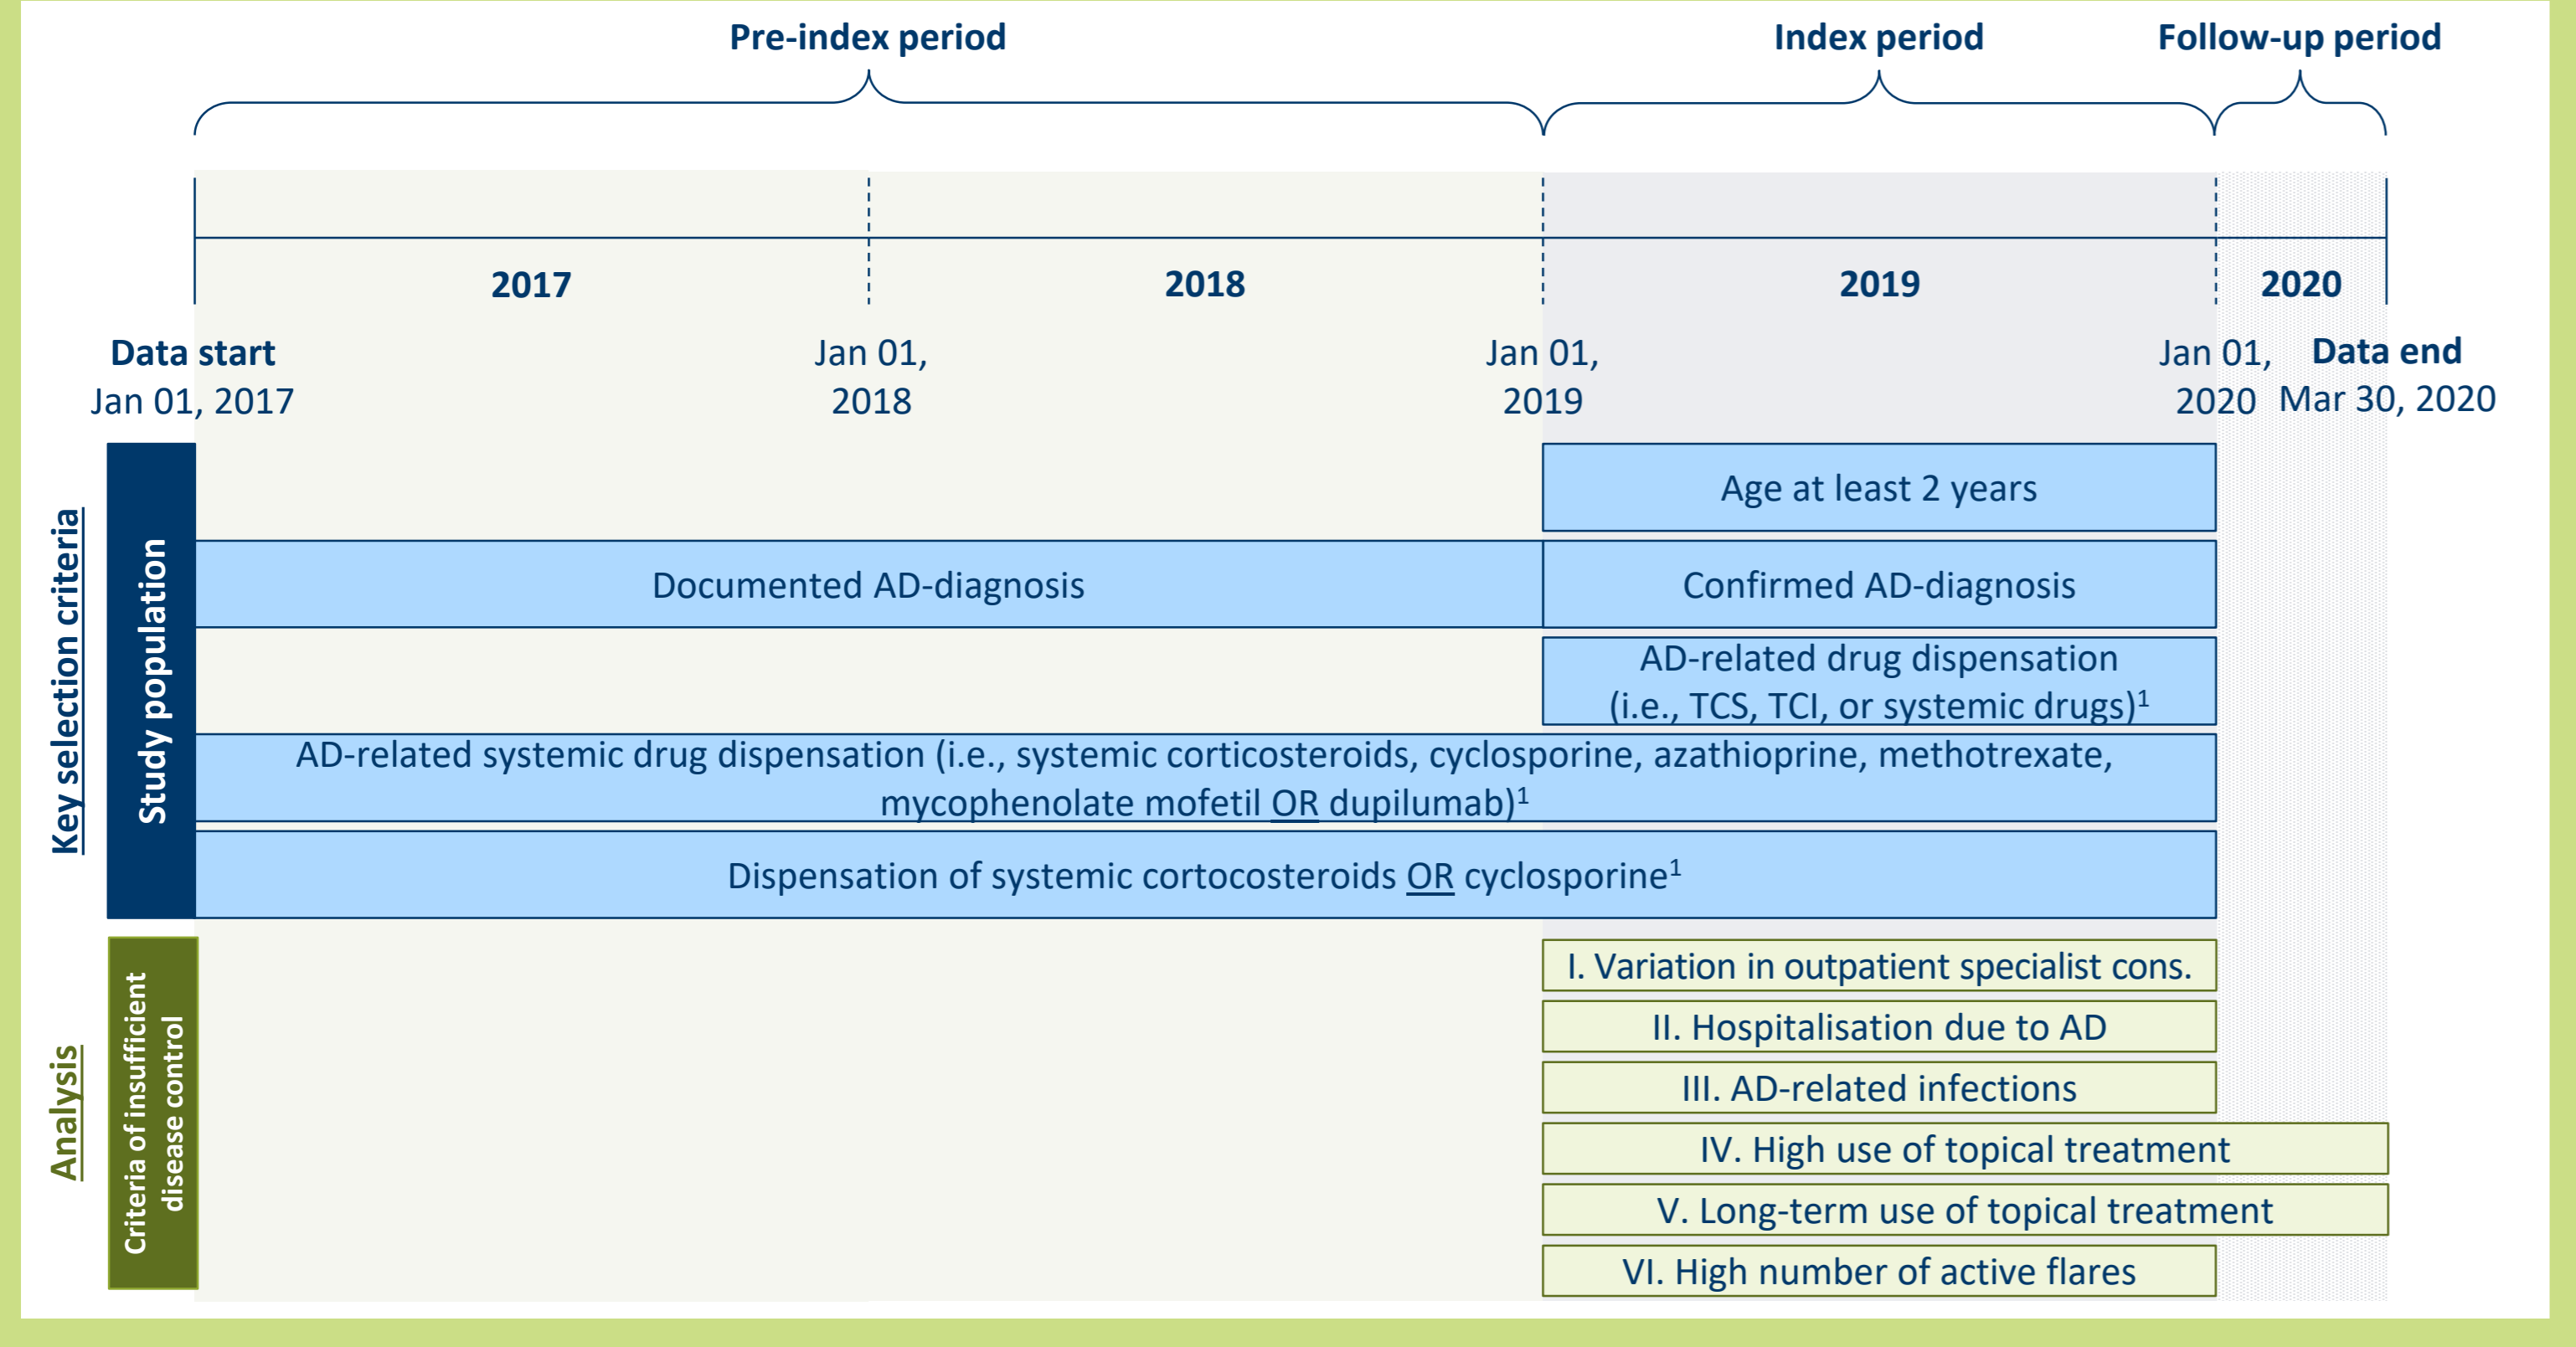 Pre-index period
Index period
Follow-up period
2017
2018
2019
2020
Data start
Jan 01, 2017
Jan 01,
2018
Jan 01,
2019
Jan 01,
2020
Data end
Mar 30, 2020
Key selection criteria
Study population
Age at least 2 years
Documented AD-diagnosis
Confirmed AD-diagnosis
AD-related drug dispensation
(i.e., TCS, TCI, or systemic drugs)¹
AD-related systemic drug dispensation (i.e., systemic corticosteroids, cyclosporine, azathioprine, methotrexate,
mycophenolate mofetil OR dupilumab)¹
Dispensation of systemic cortocosteroids OR cyclosporine¹
Analysis
Criteria of insufficient
disease control
I. Variation in outpatient specialist cons.
II. Hospitalisation due to AD
III. AD-related infections
IV. High use of topical treatment
V. Long-term use of topical treatment
VI. High number of active flares